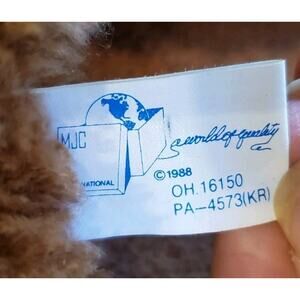 MJC
NATIONAL
a world of quality
©1988
OH.16150
PA-4573(KR)